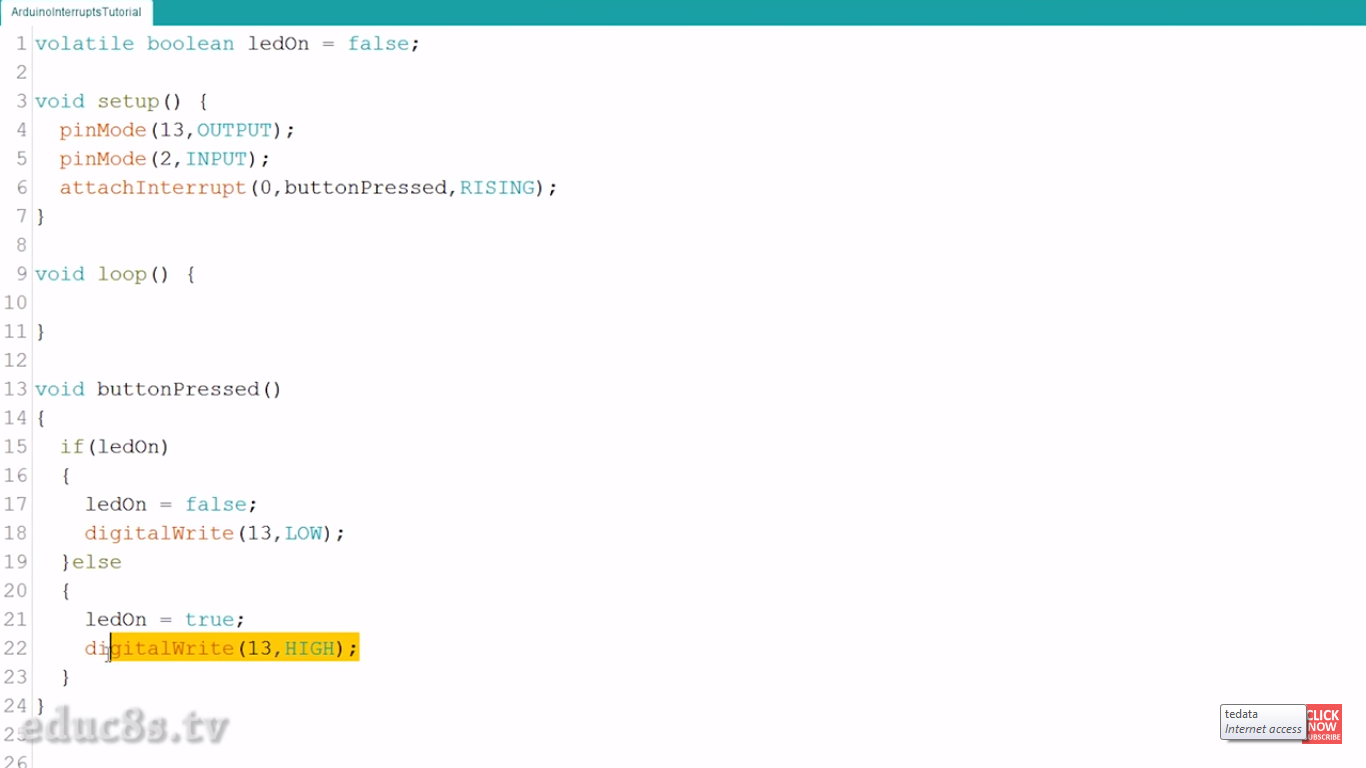 ArduinoInterruptsTutorial
1 volatile boolean ledOn = false;
2
3 void setup() {
4   pinMode(13,OUTPUT);
5   pinMode(2,INPUT);
6   attachInterrupt(0,buttonPressed,RISING);
7 }
8
9 void loop() {
10
11 }
12
13 void buttonPressed()
14 {
15   if(ledOn)
16   {
17     ledOn = false;
18     digitalWrite(13,LOW);
19   }else
20   {
21     ledOn = true;
22     digitalWrite(13,HIGH);
23   }
24 }
25
26
educ8s.tv
tedata
Internet access
CLICK
NOW
SUBSCRIBE